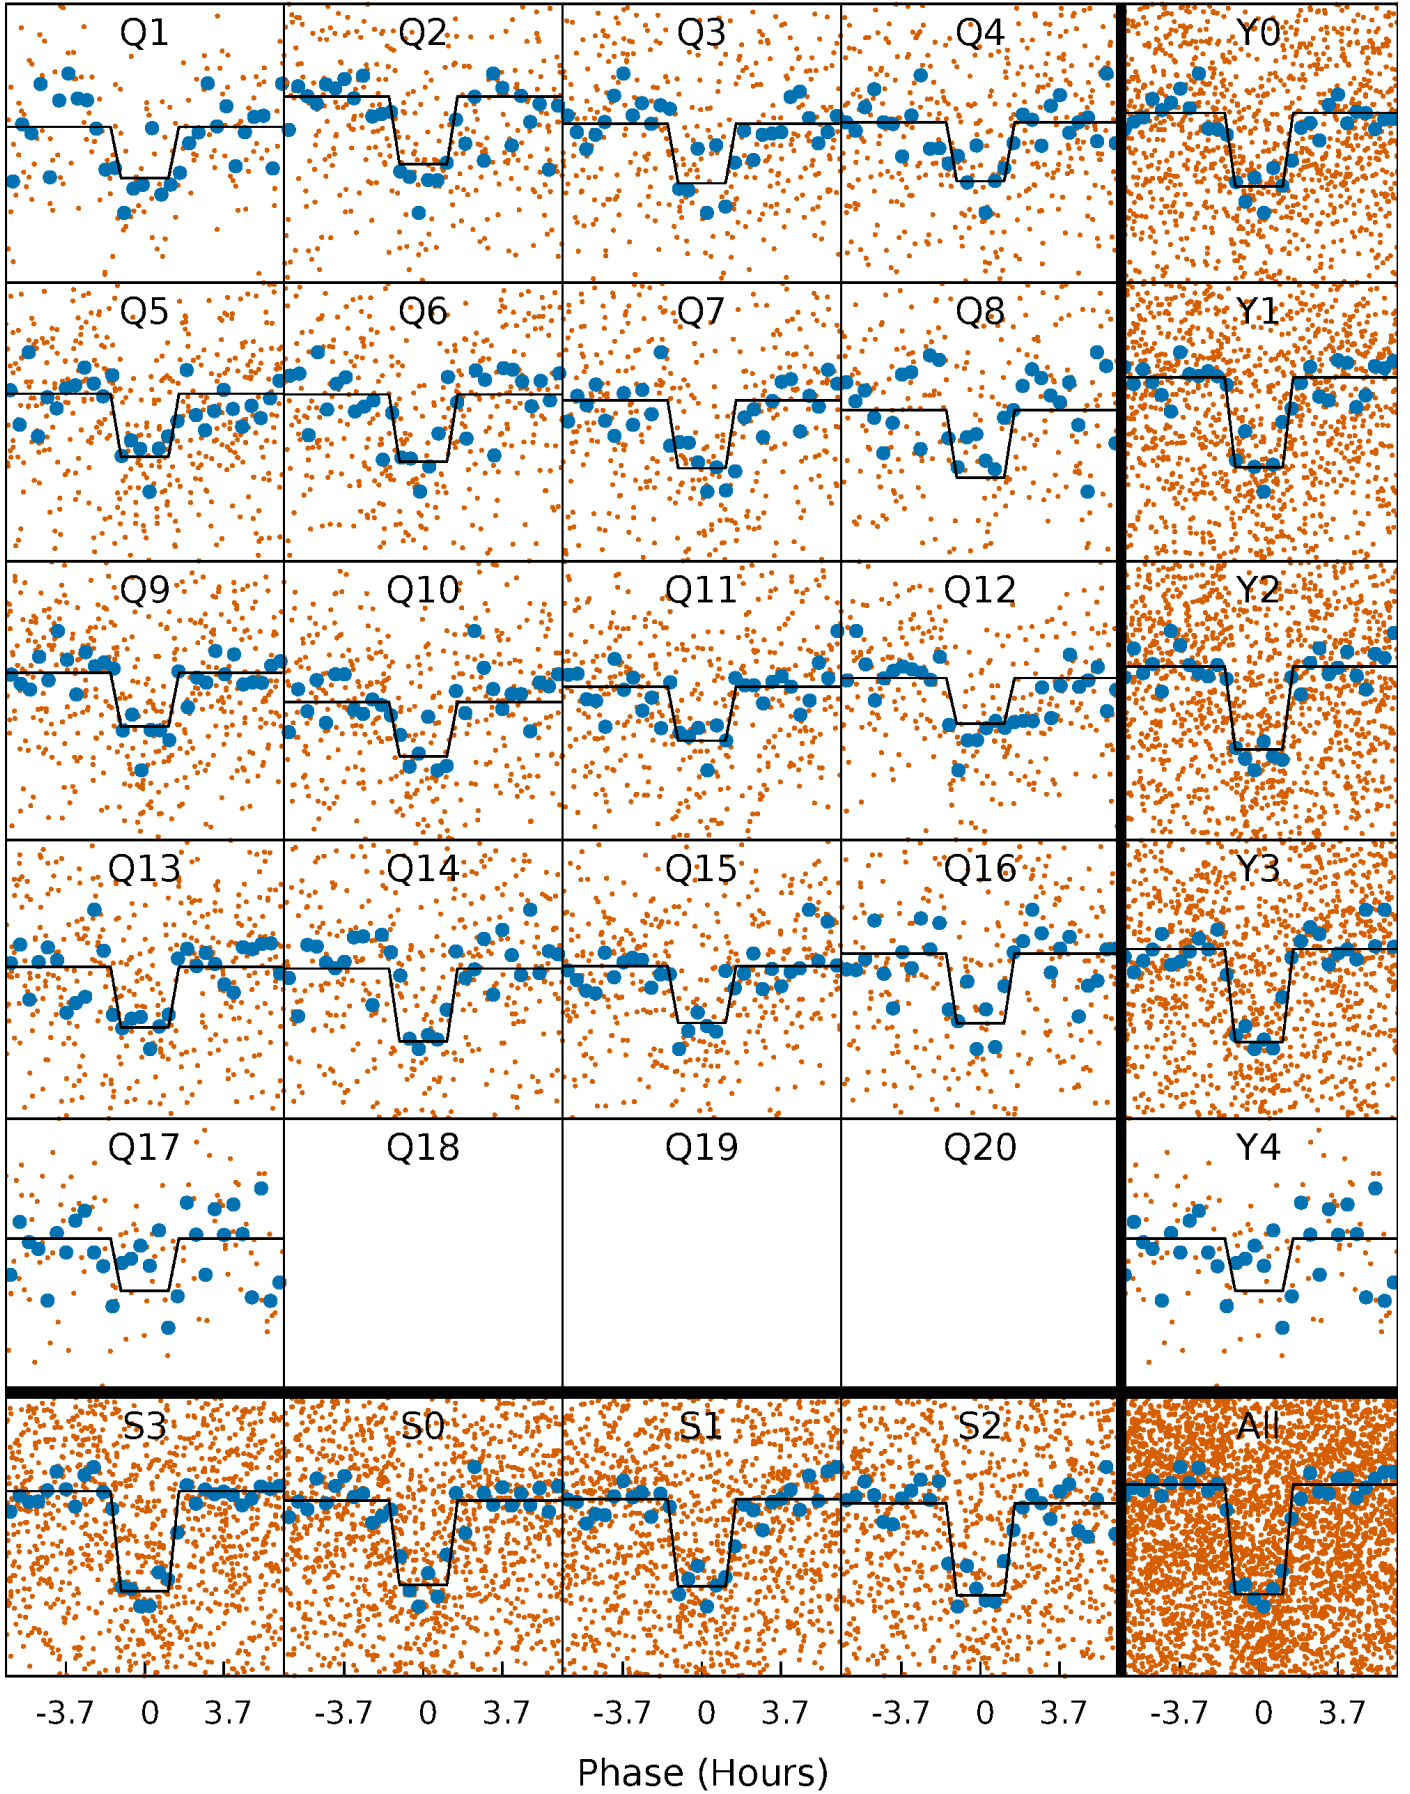 Q1 Q2 Q3 Q4 Y0
Q5 Q6 Q7 Q8 Y1
Q9 Q10 Q11 Q12 Y2
Q13 Q14 Q15 Q16 Y3
Q17 Q18 Q19 Q20 Y4
S3 S0 S1 S2 All
-3.7 0 3.7 -3.7 0 3.7 -3.7 0 3.7 -3.7 0 3.7 -3.7 0 3.7
Phase (Hours)